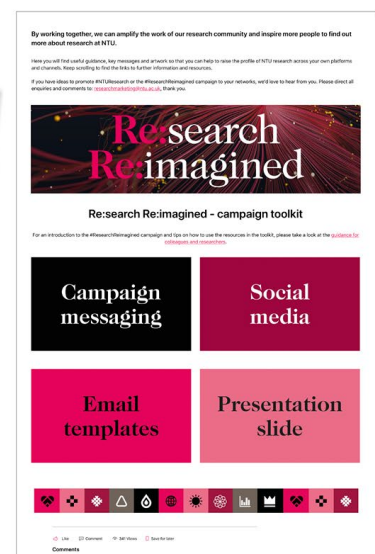 By working together, we can amplify the work of our research community and inspire more people to find out
more about research at NTU.
Here you will find useful guidance, key messages and artwork so that you can help to raise the profile of NTU research across your own platforms
and channels. Keep scrolling to find the links to further information and resources.
If you have ideas to promote #NTUResearch or the #ResearchReimagined campaign to your networks, we'd love to hear from you. Please direct all
enquiries and comments to: researchmarketing@ntu.ac.uk, thank you.
Re:search
Re:imagined
Re:search Re:imagined - campaign toolkit
For an introduction to the #ResearchReimagined campaign and tips on how to use the resources in the toolkit, please take a look at the guidance for
colleagues and researchers.
Campaign
messaging
Social
media
Email
templates
Presentation
slide
Like Comment 341 Views Save for later
Comments